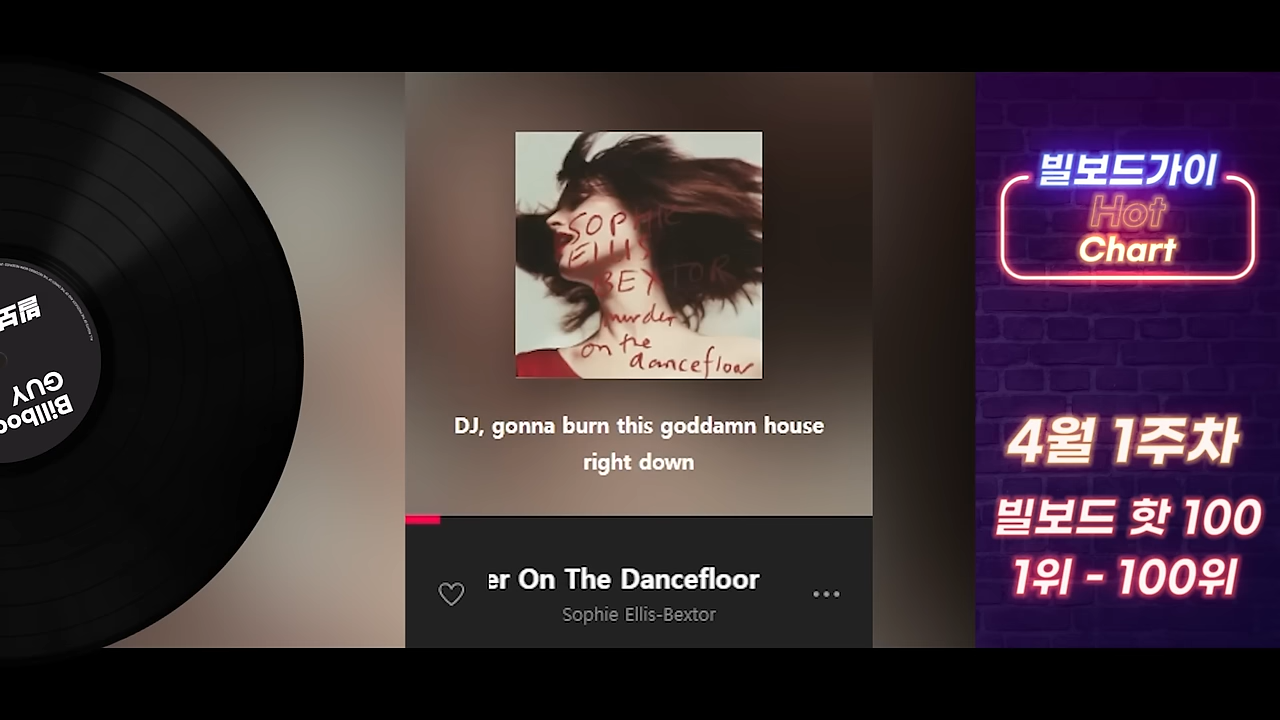 SOPHIE
ELLIS
BEXTOR
murder
on the
dancefloor
DJ, gonna burn this goddamn house
right down
er On The Dancefloor
Sophie Ellis-Bextor
GUY
빌보드가이
Hot
Chart
4월 1주차
빌보드 핫 100
1위 - 100위